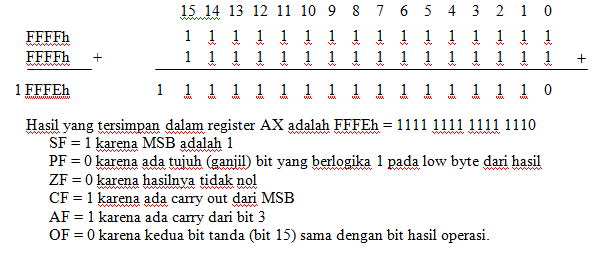 15 14 13 12 11 10 9 8 7 6 5 4 3 2 1 0
FFFFh 1 1 1 1 1 1 1 1 1 1 1 1 1 1 1 1
FFFFh + 1 1 1 1 1 1 1 1 1 1 1 1 1 1 1 1 +
1 FFFEh 1 1 1 1 1 1 1 1 1 1 1 1 1 1 1 1 0
Hasil yang tersimpan dalam register AX adalah FFFEh = 1111 1111 1111 1110
SF = 1 karena MSB adalah 1
PF = 0 karena ada tujuh (ganjil) bit yang berlogika 1 pada low byte dari hasil
ZF = 0 karena hasilnya tidak nol
CF = 1 karena ada carry out dari MSB
AF = 1 karena ada carry dari bit 3
OF = 0 karena kedua bit tanda (bit 15) sama dengan bit hasil operasi.